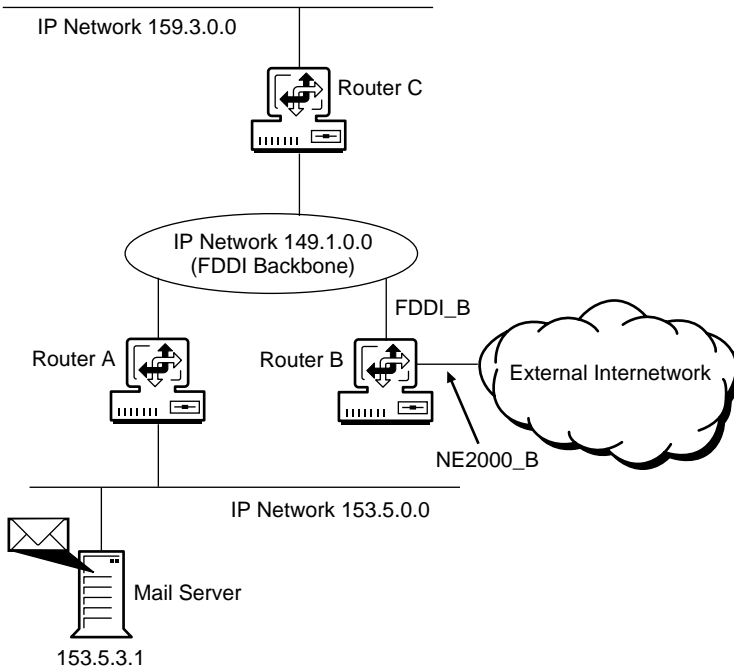 IP Network 159.3.0.0
Router C
IP Network 149.1.0.0
(FDDI Backbone)
FDDI_B
Router A
Router B
External Internetwork
NE2000_B
IP Network 153.5.0.0
Mail Server
153.5.3.1